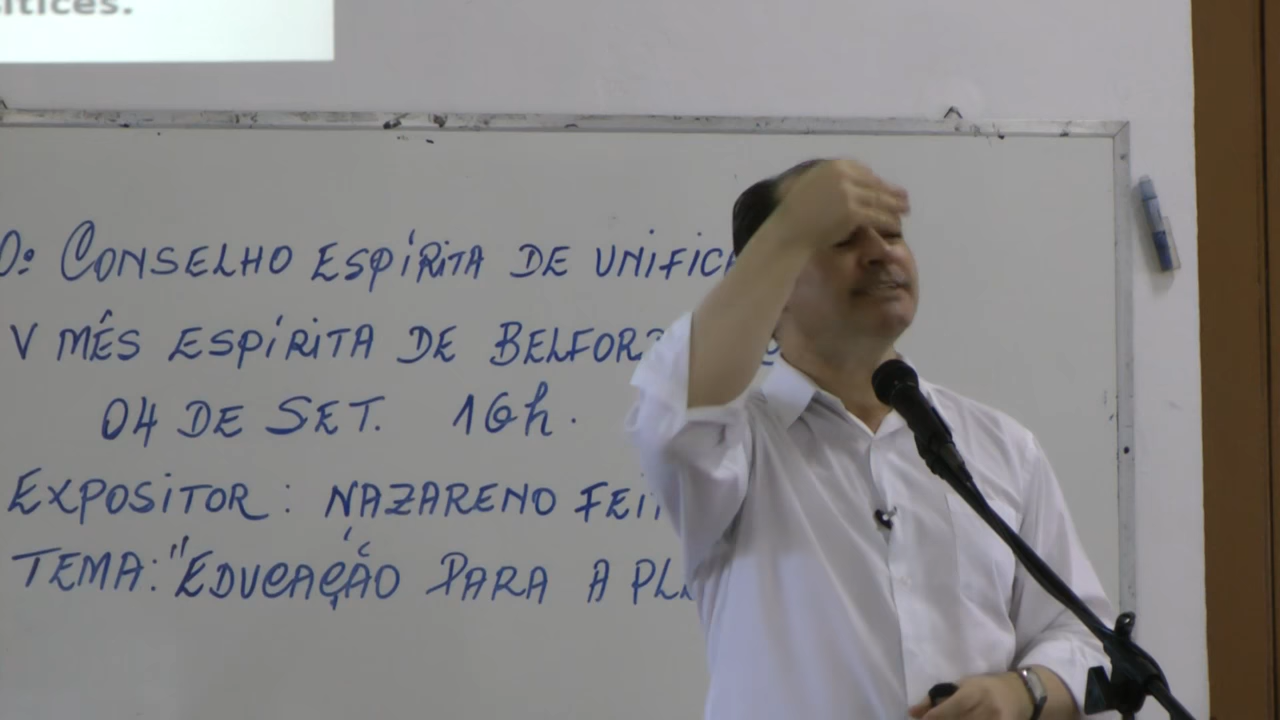 O: CONSELHO ESPÍRITA DE UNIFIC
V MÊS ESPÍRITA DE BELFOR
04 DE SET. 16h.
EXPOSITOR: NAZARENO FEI
TEMA: "EDUCAÇÃO PARA A PL